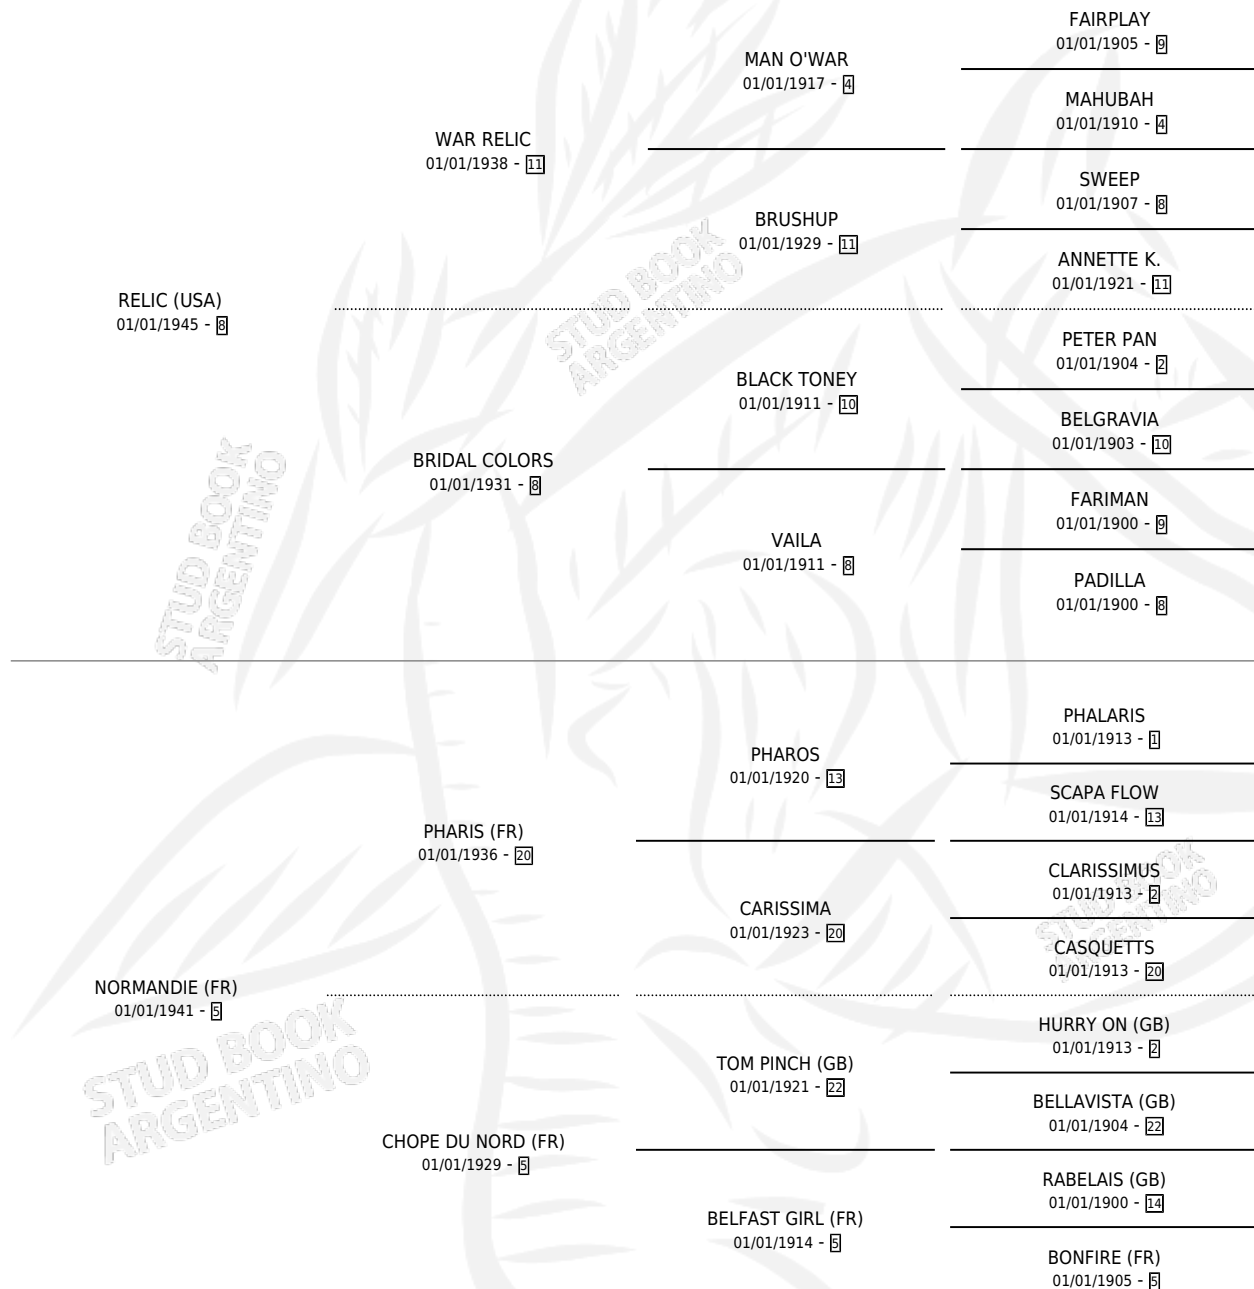 FAIRPLAY
01/01/1905 - 9
MAN O'WAR
01/01/1917 - 4
MAHUBAH
01/01/1910 - 4
WAR RELIC
01/01/1938 - 11
SWEEP
01/01/1907 - 8
BRUSHUP
01/01/1929 - 11
ANNETTE K.
01/01/1921 - 11
RELIC (USA)
01/01/1945 - 8
PETER PAN
01/01/1904 - 2
BLACK TONEY
01/01/1911 - 10
BELGRAVIA
01/01/1903 - 10
BRIDAL COLORS
01/01/1931 - 8
FARIMAN
01/01/1900 - 9
VAILA
01/01/1911 - 8
PADILLA
01/01/1900 - 8
PHALARIS
01/01/1913 - 1
PHAROS
01/01/1920 - 13
SCAPA FLOW
01/01/1914 - 13
PHARIS (FR)
01/01/1936 - 20
CLARISSIMUS
01/01/1913 - 2
CARISSIMA
01/01/1923 - 20
CASQUETTS
01/01/1913 - 20
NORMANDIE (FR)
01/01/1941 - 5
HURRY ON (GB)
01/01/1913 - 2
TOM PINCH (GB)
01/01/1921 - 22
BELLAVISTA (GB)
01/01/1904 - 22
CHOPE DU NORD (FR)
01/01/1929 - 5
RABELAIS (GB)
01/01/1900 - 14
BELFAST GIRL (FR)
01/01/1914 - 5
BONFIRE (FR)
01/01/1905 - 5
STUD BOOK
ARGENTINO
STUD BOOK
ARGENTINO
STUD BOOK
ARGENTINO
STUD BOOK
ARGENTINO